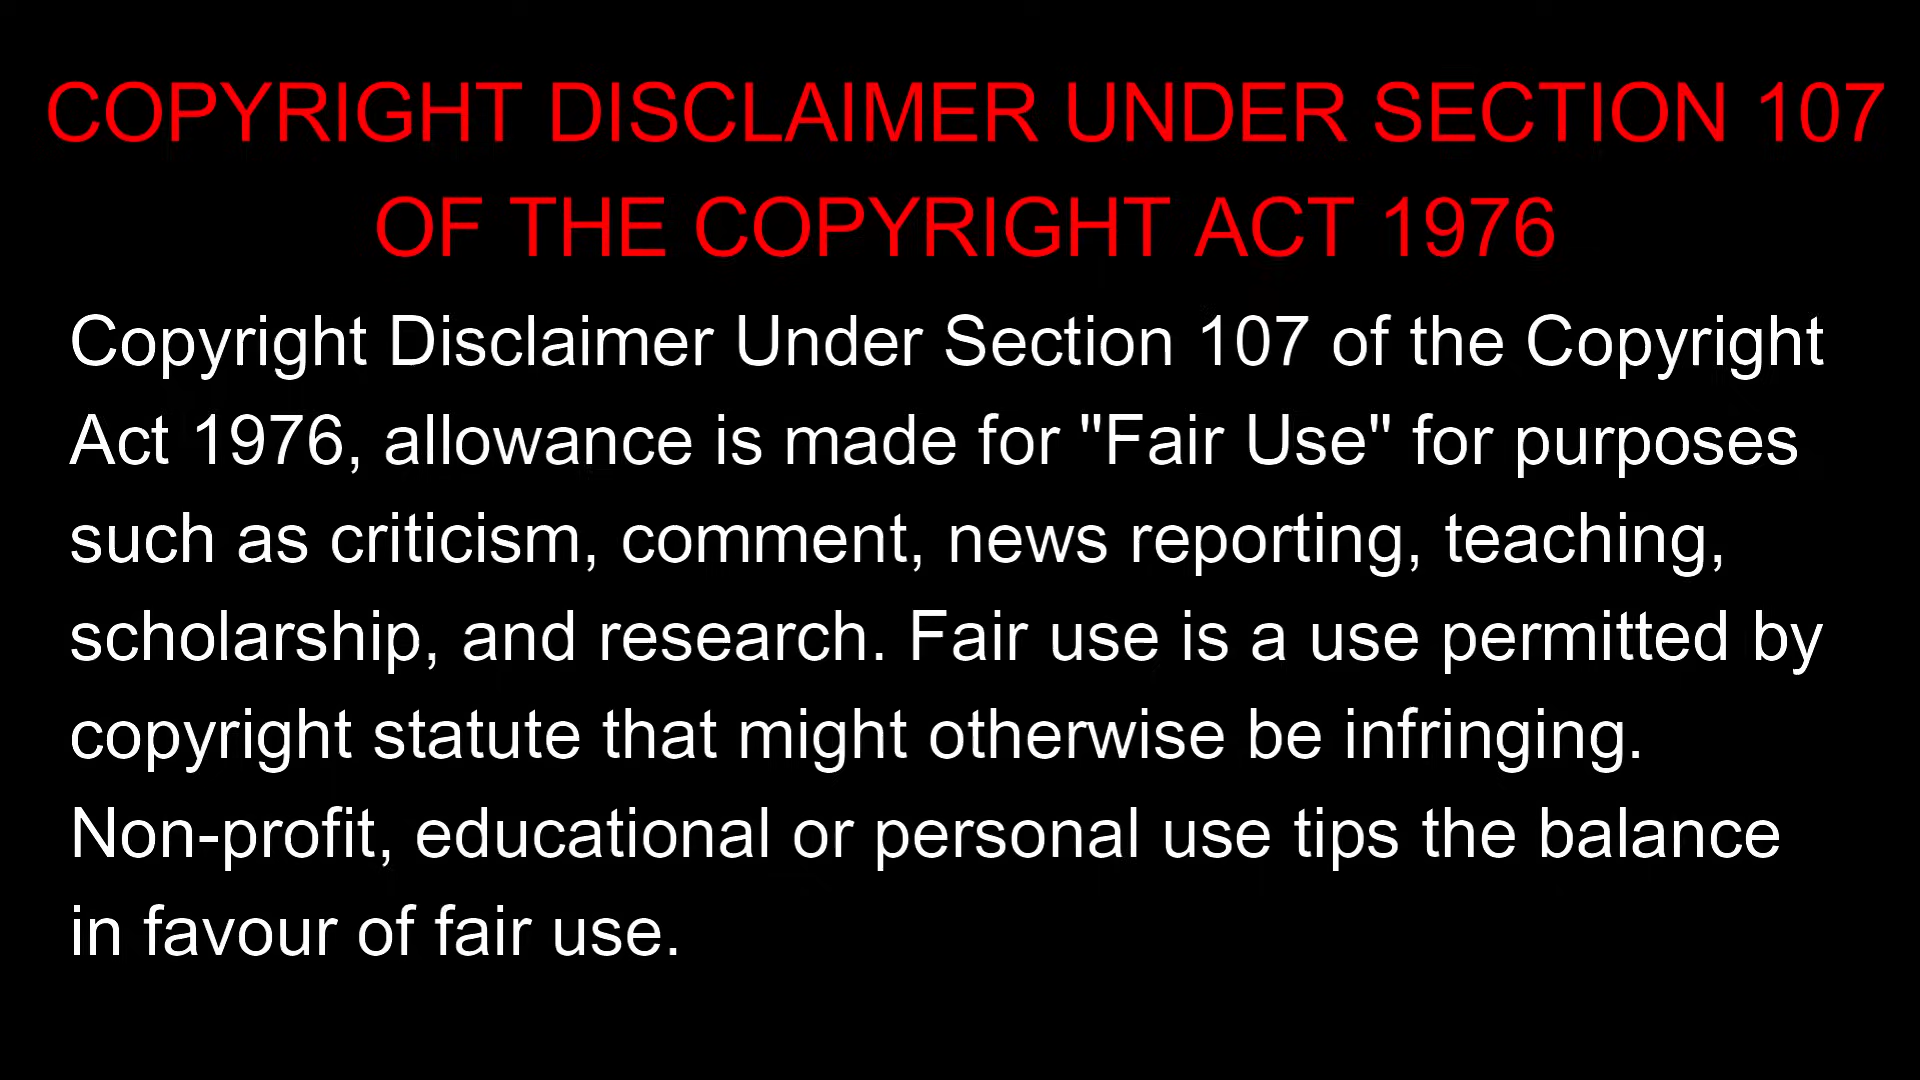 COPYRIGHT DISCLAIMER UNDER SECTION 107
OF THE COPYRIGHT ACT 1976
Copyright Disclaimer Under Section 107 of the Copyright
Act 1976, allowance is made for "Fair Use" for purposes
such as criticism, comment, news reporting, teaching,
scholarship, and research. Fair use is a use permitted by
copyright statute that might otherwise be infringing.
Non-profit, educational or personal use tips the balance
in favour of fair use.